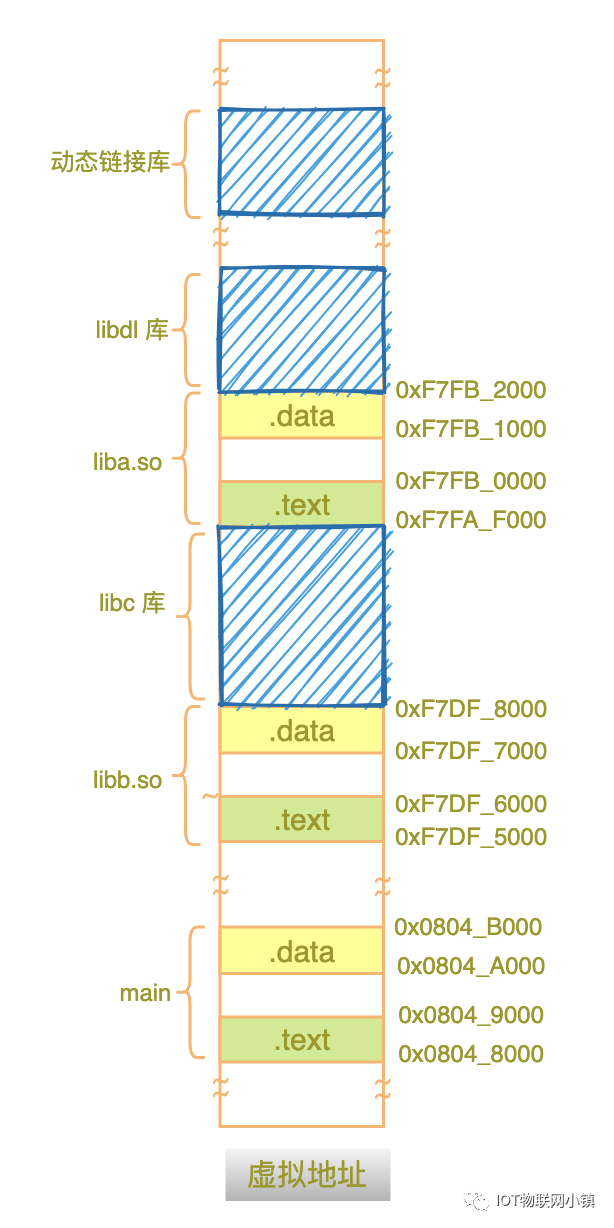 动态链接库
libdl 库
0xF7FB_2000
.data
0xF7FB_1000
liba.so
0xF7FB_0000
.text
0xF7FA_F000
libc 库
0xF7DF_8000
.data
0xF7DF_7000
libb.so
0xF7DF_6000
.text
0xF7DF_5000
0x0804_B000
.data
0x0804_A000
main
0x0804_9000
.text
0x0804_8000
虚拟地址
IOT物联网小镇